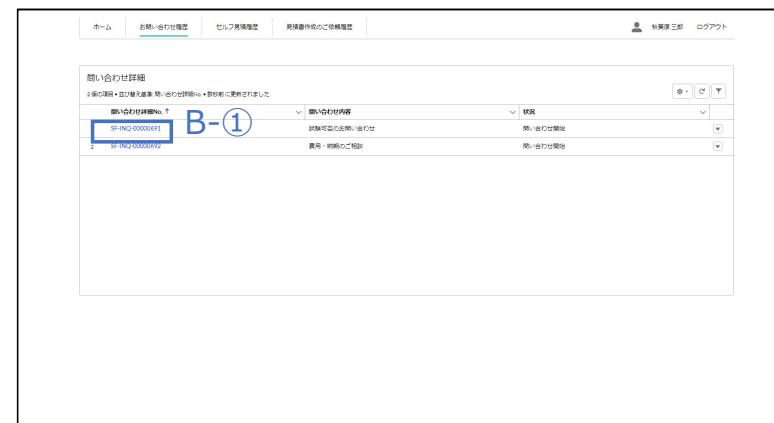 ホーム お問い合わせ履歴 セルフ見積履歴 見積書作成のご依頼履歴 秋葉原 三郎 ログアウト
問い合わせ詳細
2 個の項目 • 並び替え基準: 問い合わせ詳細No. • 数秒前 に更新されました
問い合わせ詳細No. ↑ 問い合わせ内容 状況
SF-INQ-00000691 試験可否のお問い合わせ 問い合わせ開始
B-①
2 SF-INQ-00000692 費用・納期のご相談 問い合わせ開始